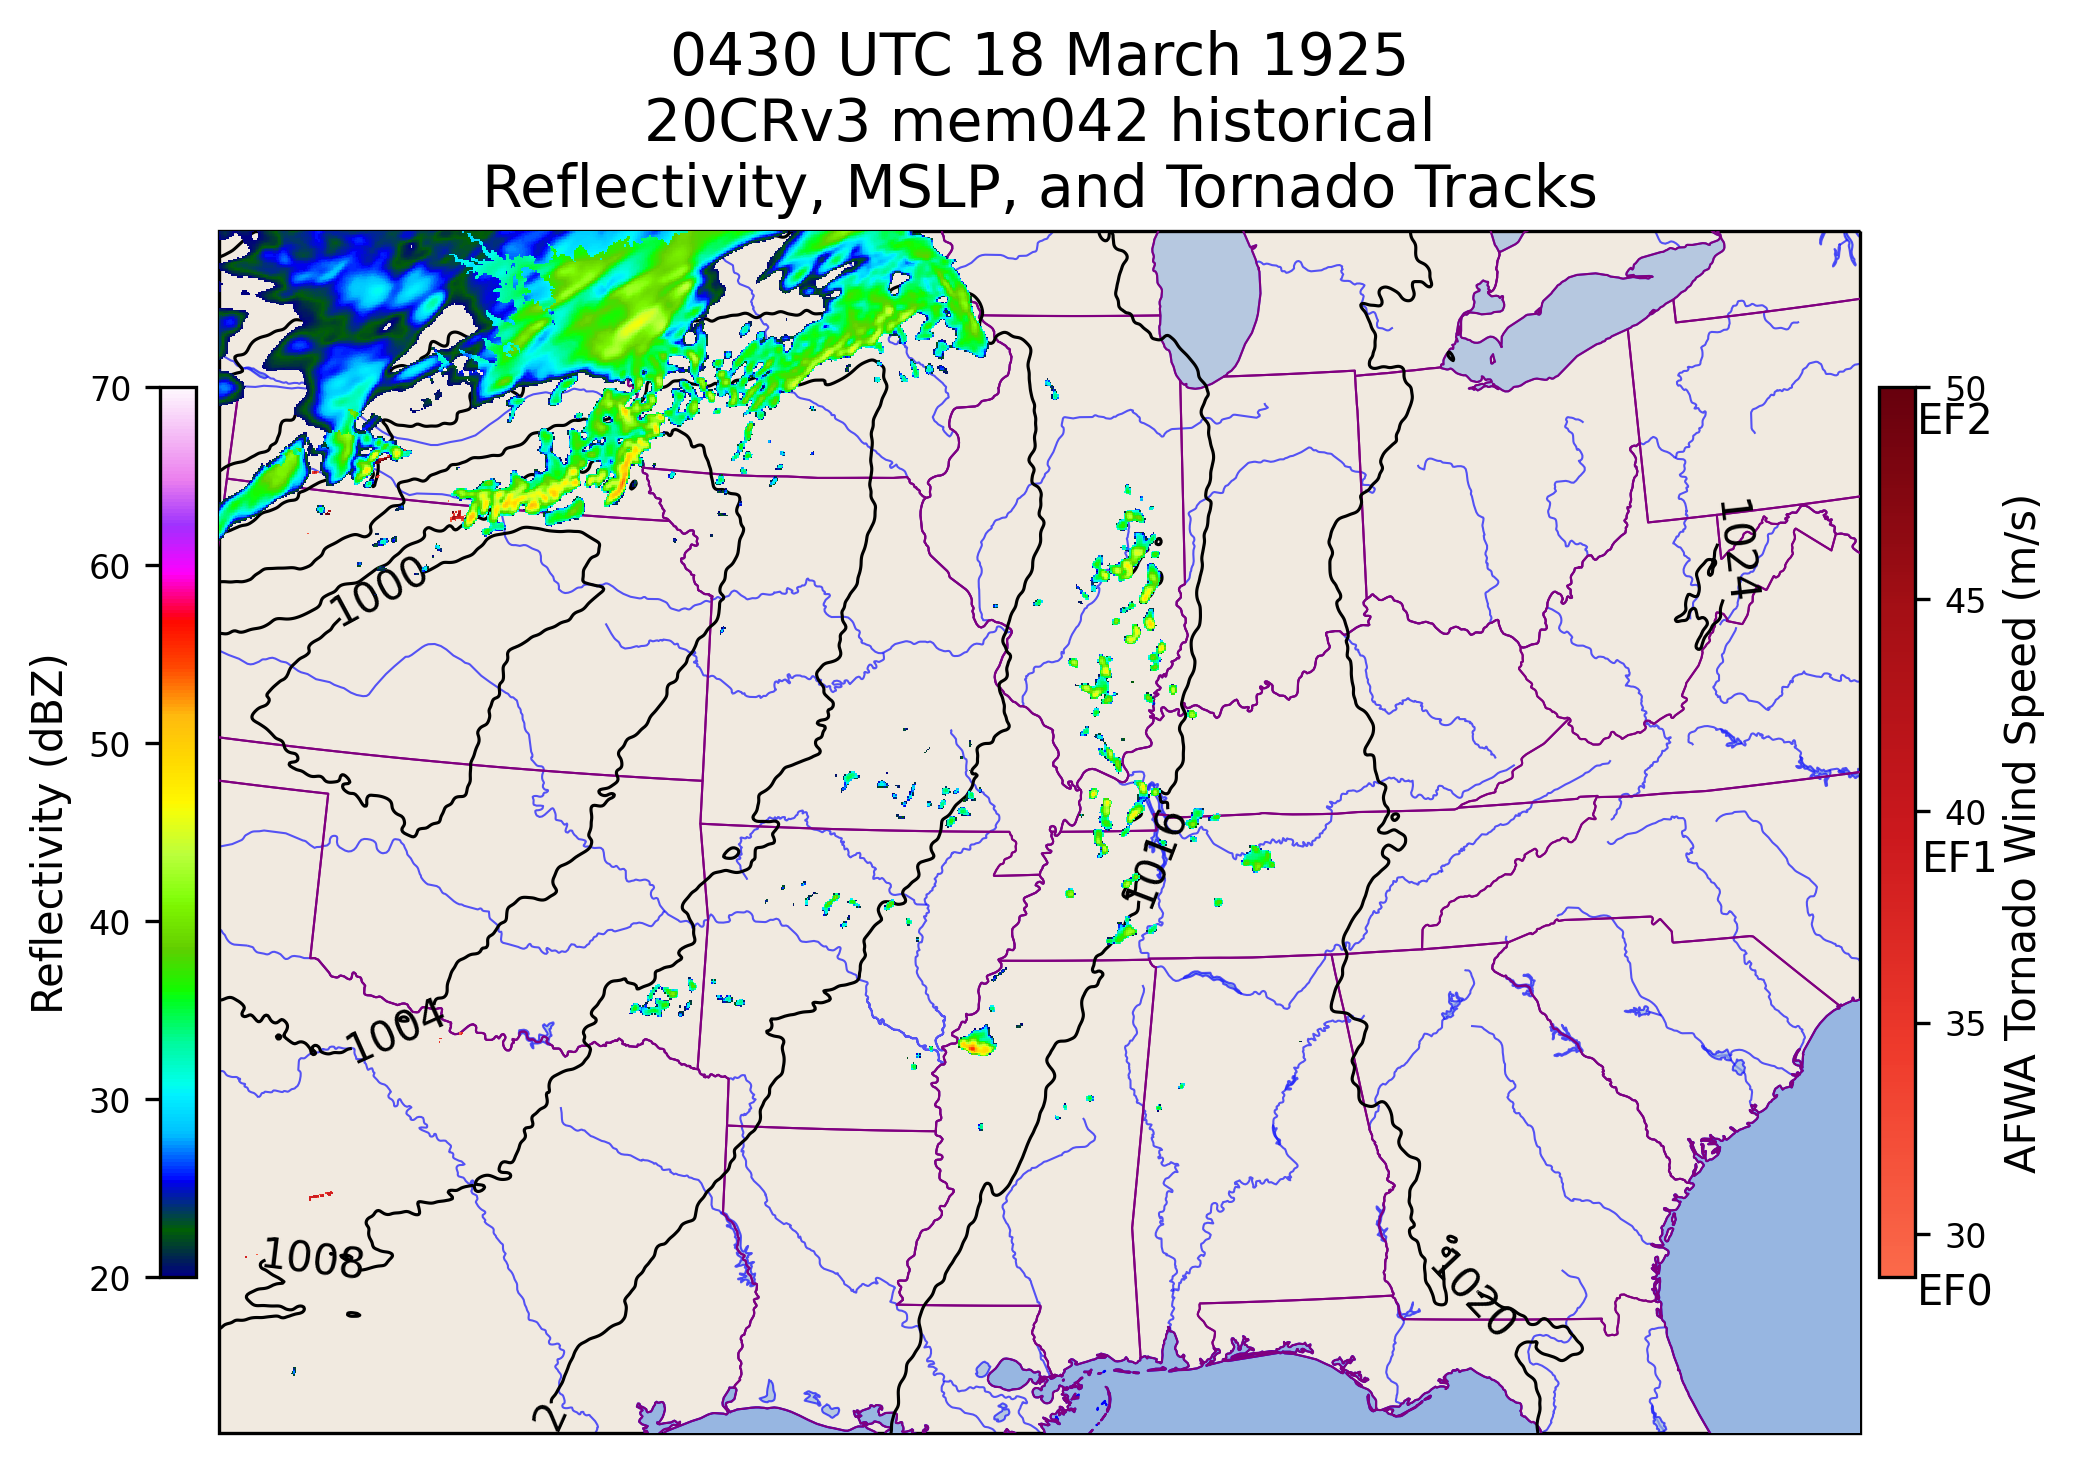 0430 UTC 18 March 1925
20CRv3 mem042 historical
Reflectivity, MSLP, and Tornado Tracks
Reflectivity (dBZ)
70
60
50
40
30
20
1000
1004
1008
2
1016
1020
1024
50
EF2
45
40
EF1
35
30
EF0
AFWA Tornado Wind Speed (m/s)